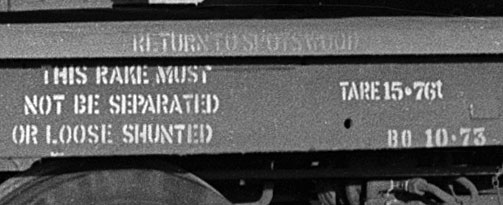 RETURN TO SPOTSWOOD
THIS RAKE MUST
NOT BE SEPARATED
OR LOOSE SHUNTED
TARE 15·76t
BO 10·73